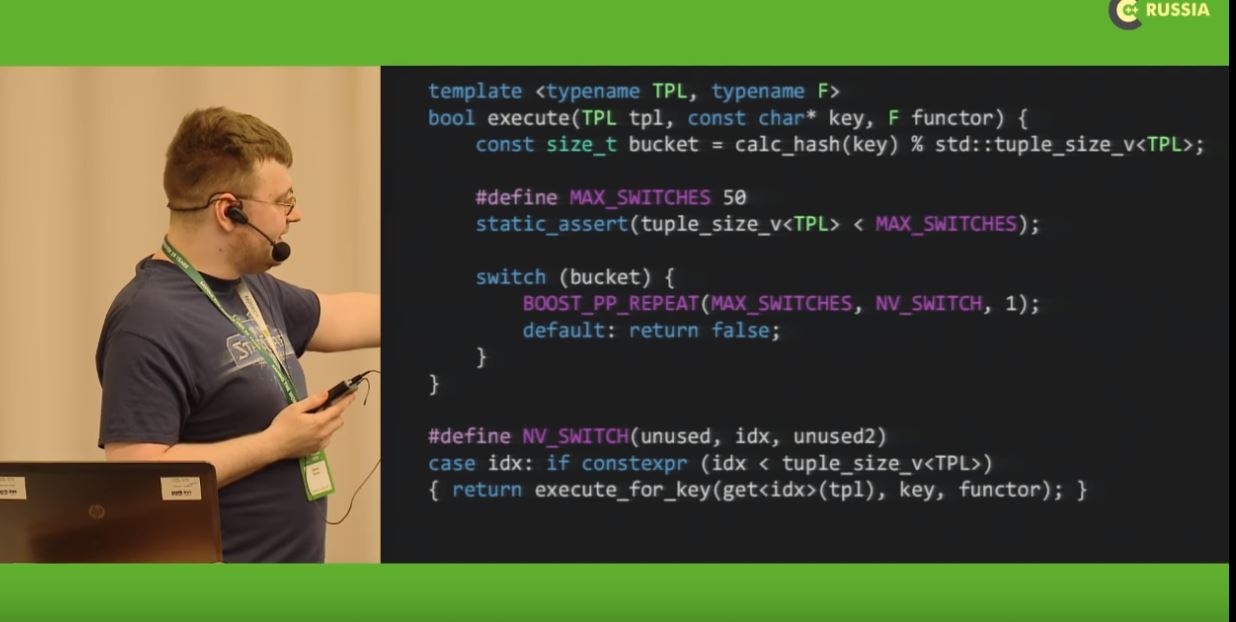 C++ RUSSIA
template <typename TPL, typename F>
bool execute(TPL tpl, const char* key, F functor) {
    const size_t bucket = calc_hash(key) % std::tuple_size_v<TPL>;

    #define MAX_SWITCHES 50
    static_assert(tuple_size_v<TPL> < MAX_SWITCHES);

    switch (bucket) {
        BOOST_PP_REPEAT(MAX_SWITCHES, NV_SWITCH, 1);
        default: return false;
    }
}

#define NV_SWITCH(unused, idx, unused2)
case idx: if constexpr (idx < tuple_size_v<TPL>)
{ return execute_for_key(get<idx>(tpl), key, functor); }
hp